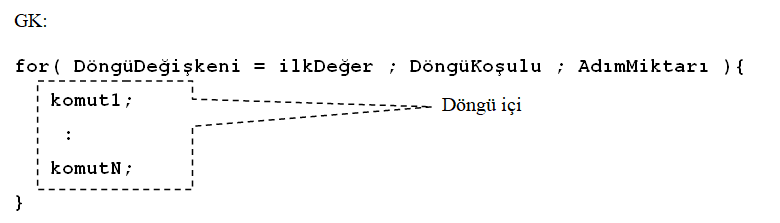 GK:
for( DöngüDeğişkeni = ilkDeğer ; DöngüKoşulu ; AdımMiktarı ){
komut1;
:
komutN;
Döngü içi
}